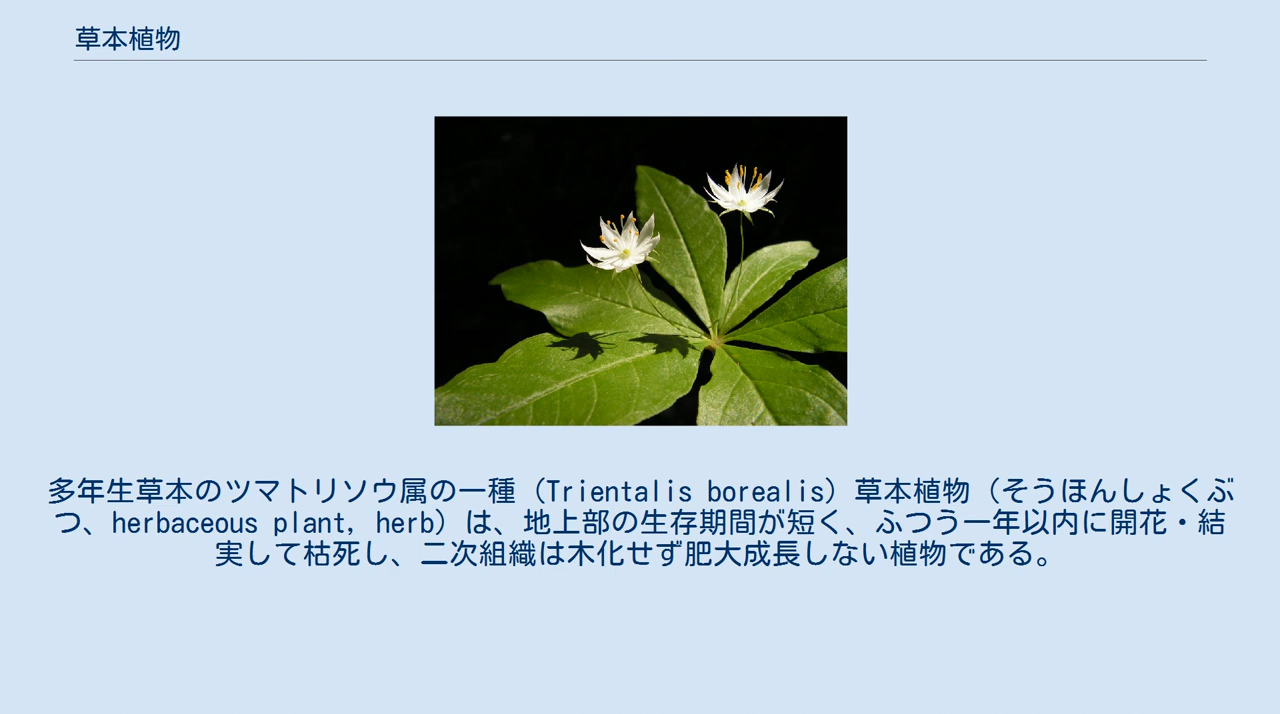 草本植物
多年生草本のツマトリソウ属の一種（Trientalis borealis）草本植物（そうほんしょくぶ
つ、herbaceous plant, herb）は、地上部の生存期間が短く、ふつう一年以内に開花・結
実して枯死し、二次組織は木化せず肥大成長しない植物である。